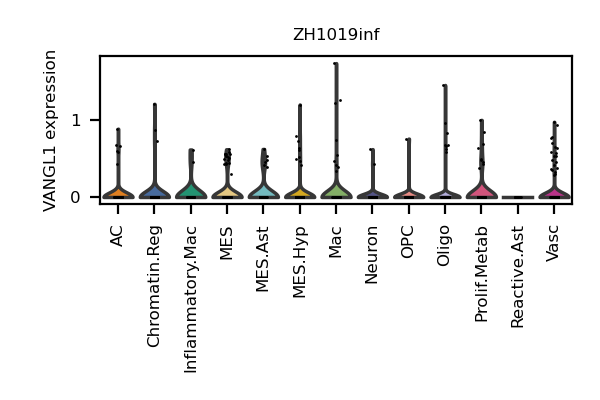 ZH1019inf
VANGL1 expression
1
0
AC
Chromatin.Reg
Inflammatory.Mac
MES
MES.Ast
MES.Hyp
Mac
Neuron
OPC
Oligo
Prolif.Metab
Reactive.Ast
Vasc